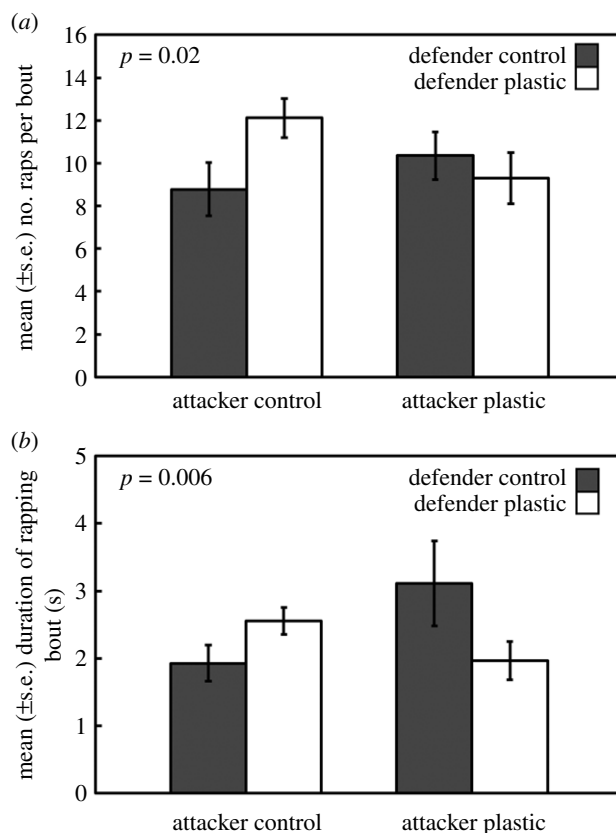 (a)
16
14
12
10
8
6
4
2
0
p = 0.02
defender control
defender plastic
mean (±s.e.) no. raps per bout
attacker control attacker plastic
(b)
5
4
3
2
1
0
p = 0.006
defender control
defender plastic
mean (±s.e.) duration of rapping
bout (s)
attacker control attacker plastic